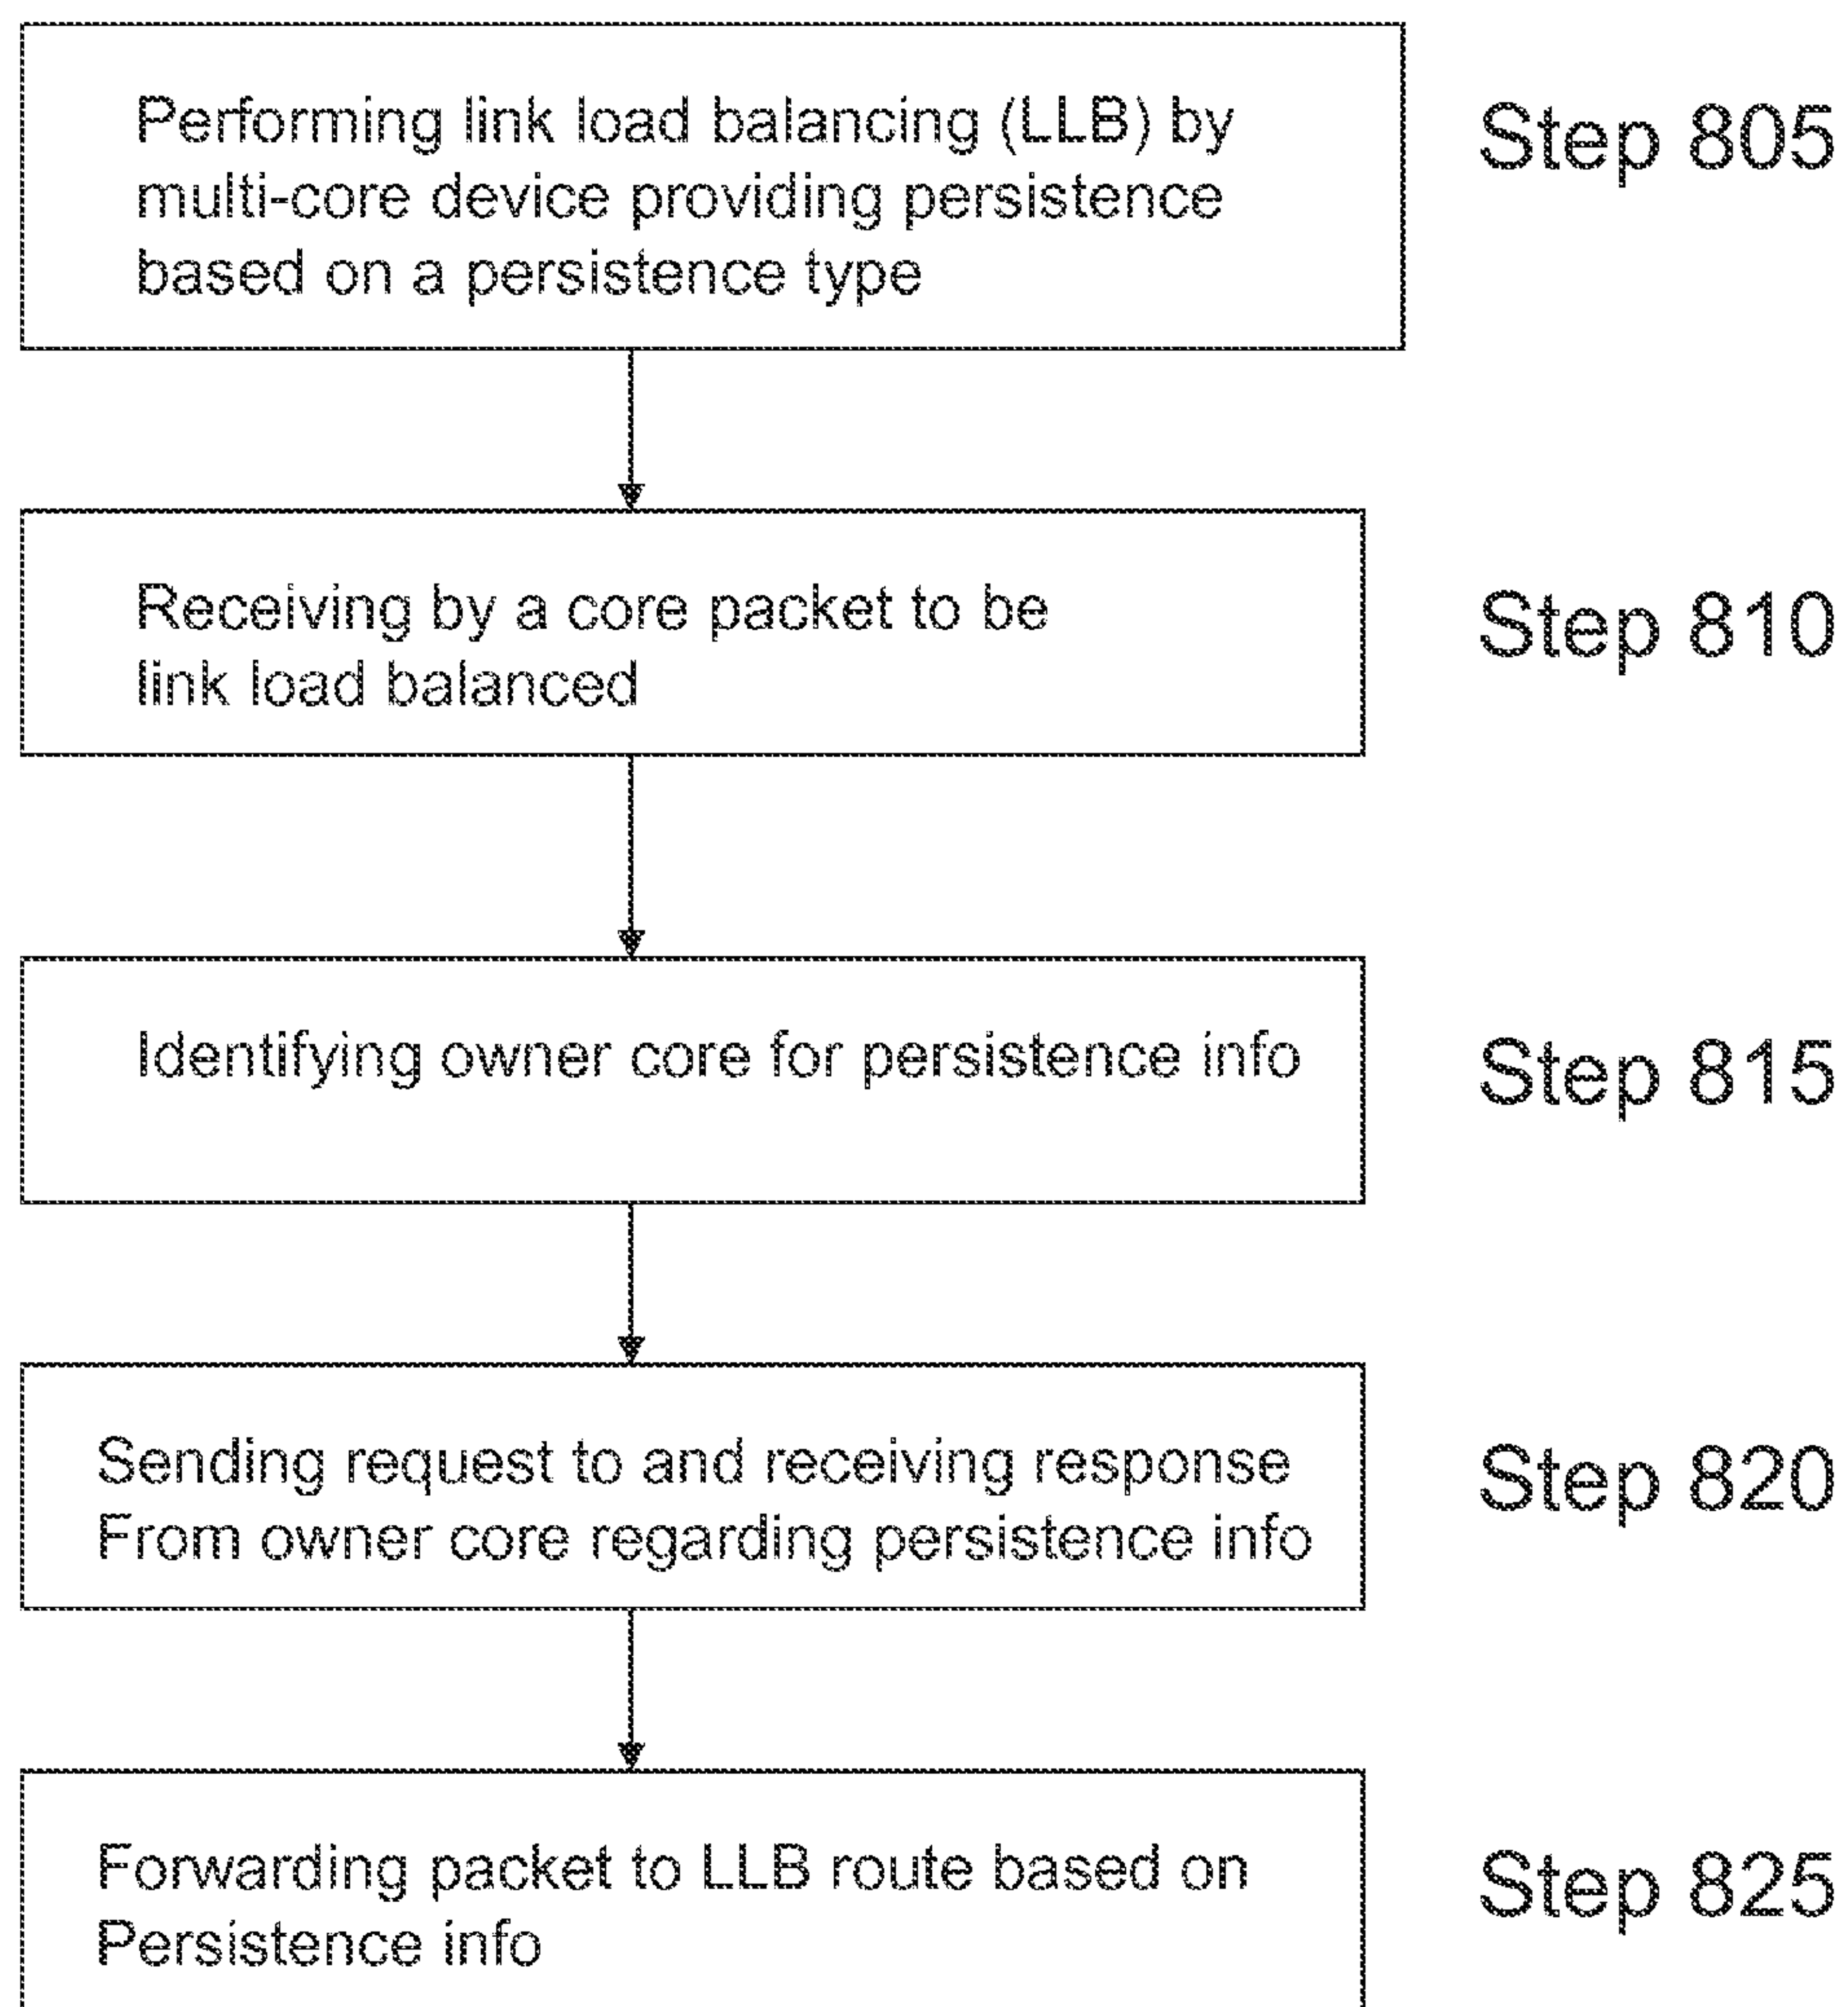 Performing link load balancing (LLB) by
multi-core device providing persistence
based on a persistence type
Step 805
Receiving by a core packet to be
link load balanced
Step 810
Identifying owner core for persistence info
Step 815
Sending request to and receiving response
From owner core regarding persistence info
Step 820
Forwarding packet to LLB route based on
Persistence info
Step 825